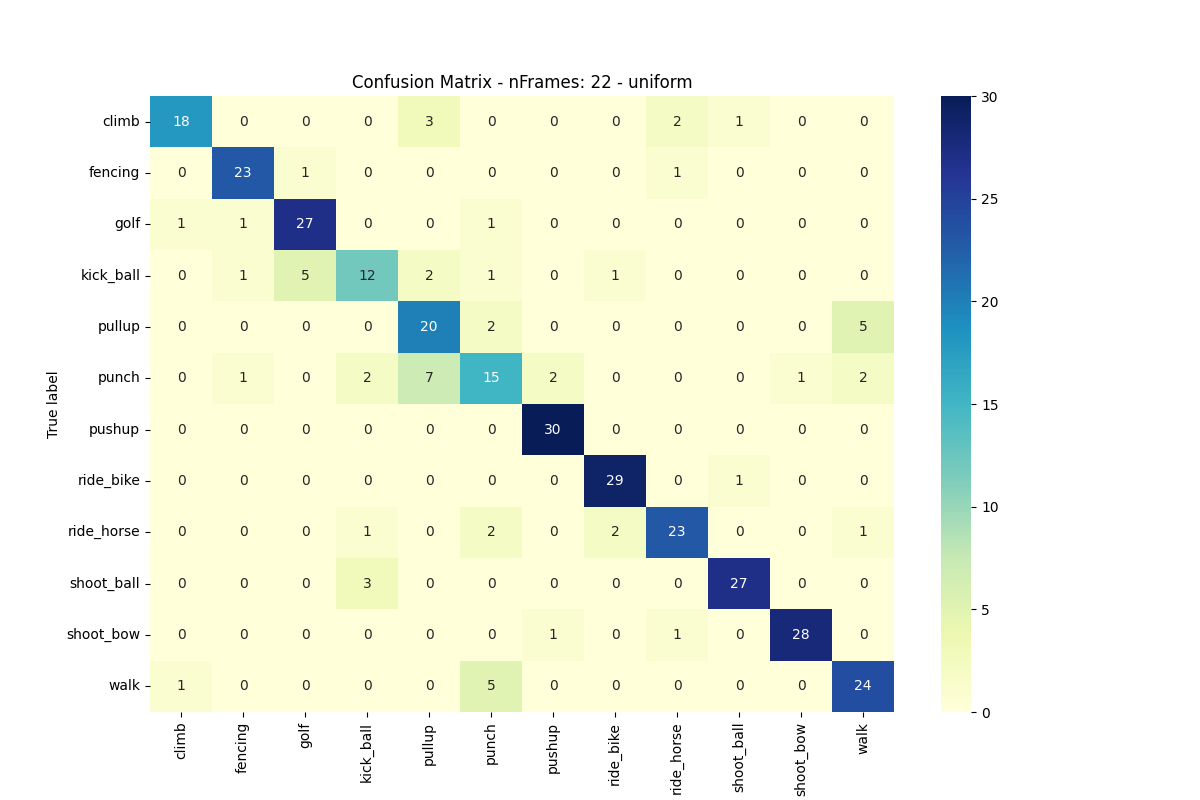 Confusion Matrix - nFrames: 22 - uniform
climb 18 0 0 0 3 0 0 2 1 0 0
fencing 0 23 1 0 0 0 0 1 0 0 0
golf 1 1 27 0 0 1 0 0 0 0 0 0
kick_ball 0 1 5 12 2 1 0 1 0 0 0 0
pullup 0 0 0 0 20 2 0 0 0 0 0 5
punch 0 1 0 2 7 15 2 0 0 0 1 2
pushup 0 0 0 0 0 0 30 0 0 0 0 0
ride_bike 0 0 0 0 0 0 0 29 0 1 0 0
ride_horse 0 0 0 1 0 2 0 2 23 0 0 1
shoot_ball 0 0 0 3 0 0 0 0 0 27 0 0
shoot_bow 0 0 0 0 0 0 1 0 1 0 28 0
walk 1 0 0 0 0 5 0 0 0 0 0 24
True label
climb fencing golf kick_ball pullup punch pushup ride_bike ride_horse shoot_ball shoot_bow walk
30
25
20
15
10
5
0